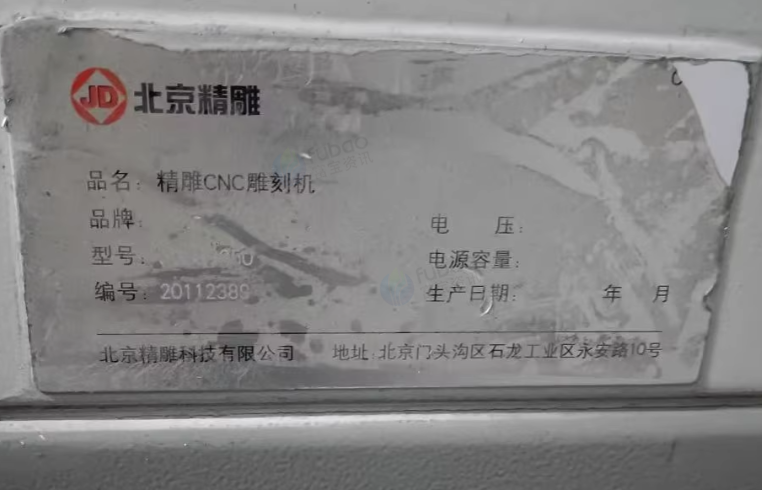 JD 北京精雕
品名: 精雕CNC雕刻机
品牌:
电 压:
型号:
电源容量:
编号: 20112389
生产日期: 年 月
北京精雕科技有限公司 地址: 北京门头沟区石龙工业区永安路10号